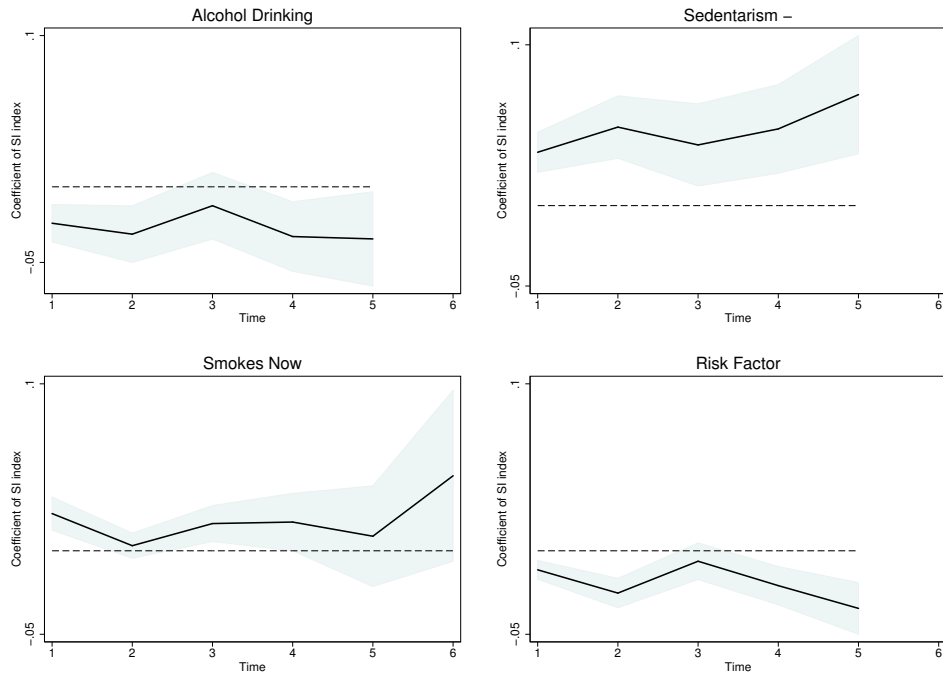 Alcohol Drinking
Coefficient of SI index
.1
-.05
1 2 3 4 5 6
Time
Sedentarism –
Coefficient of SI index
.1
-.05
1 2 3 4 5 6
Time
Smokes Now
Coefficient of SI index
.1
-.05
1 2 3 4 5 6
Time
Risk Factor
Coefficient of SI index
.1
-.05
1 2 3 4 5 6
Time